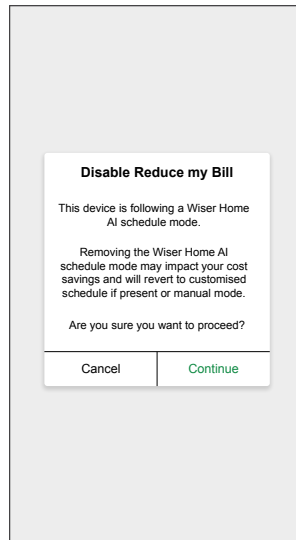 Disable Reduce my Bill
This device is following a Wiser Home
AI schedule mode.
Removing the Wiser Home AI
schedule mode may impact your cost
savings and will revert to customised
schedule if present or manual mode.
Are you sure you want to proceed?
Cancel
Continue